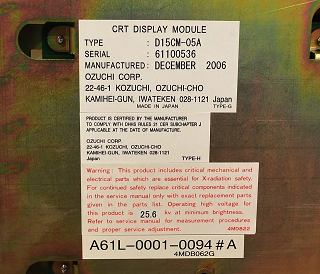 CRT DISPLAY MODULE
TYPE : D15CM-05A
SERIAL : 61100536
MANUFACTURED : DECEMBER 2006
OZUCHI CORP.
22-46-1 KOZUCHI, OZUCHI-CHO
KAMIHEI-GUN, IWATEKEN 028-1121 Japan
MADE IN JAPAN TYPE-G
PRODUCT IS CERTIFIED BY THE MANUFACTURER
TO COMPLY WITH DHHS RULES 21 CFR SUBCHAPTER J
APPLICABLE AT THE DATE OF MANUFACTURE.
OZUCHI CORP.
22-46-1 KOZUCHI, OZUCHI-CHO
KAMIHEI-GUN, IWATEKEN 028-1121
Japan TYPE-H
Warning: This product includes critical mechanical and
electrical parts which are essential for X-radiation safety.
For continued safety replace critical components indicated
in the service manual only with exact replacement parts
given in the parts list. Operating high voltage for
this product is 25.6 kv at minimum brightness.
Refer to service manual for measurement procedures
and proper service adjustment. 4MD822
A61L-0001-0094#A
4MDB062G